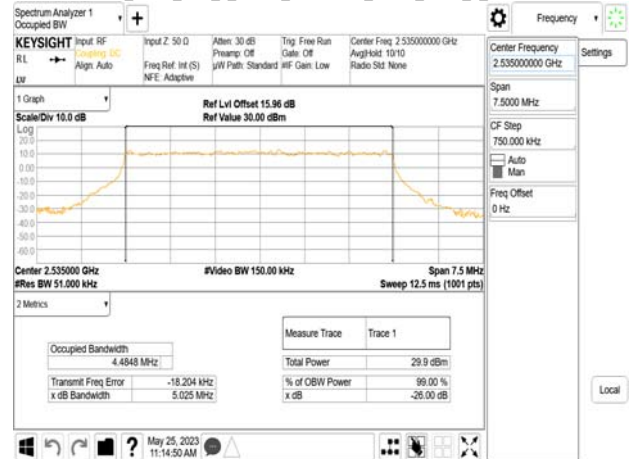 Spectrum Analyzer 1
Occupied BW
Frequency
KEYSIGHT
Input: RF
Coupling: DC
Align: Auto
RL
LXI
Input Z: 50 Ω
Freq Ref: Int (S)
NFE: Adaptive
Atten: 30 dB
Preamp: Off
µW Path: Standard
Trig: Free Run
Gate: Off
#IF Gain: Low
Center Freq: 2.535000000 GHz
Avg|Hold: 10/10
Radio Std: None
Center Frequency
2.535000000 GHz
Settings
Span
7.5000 MHz
CF Step
750.000 kHz
Auto
Man
Freq Offset
0 Hz
Local
1 Graph
Scale/Div 10.0 dB
Ref Lvl Offset 15.96 dB
Ref Value 30.00 dBm
Log
20.0
10.0
0.00
-10.0
-20.0
-30.0
-40.0
-50.0
-60.0
Center 2.535000 GHz
#Res BW 51.000 kHz
#Video BW 150.00 kHz
Span 7.5 MHz
Sweep 12.5 ms (1001 pts)
2 Metrics
Measure Trace Trace 1
Occupied Bandwidth
4.4848 MHz
Total Power 29.9 dBm
Transmit Freq Error -18.204 kHz
% of OBW Power 99.00 %
x dB Bandwidth 5.025 MHz
x dB -26.00 dB
?
May 25, 2023
11:14:50 AM